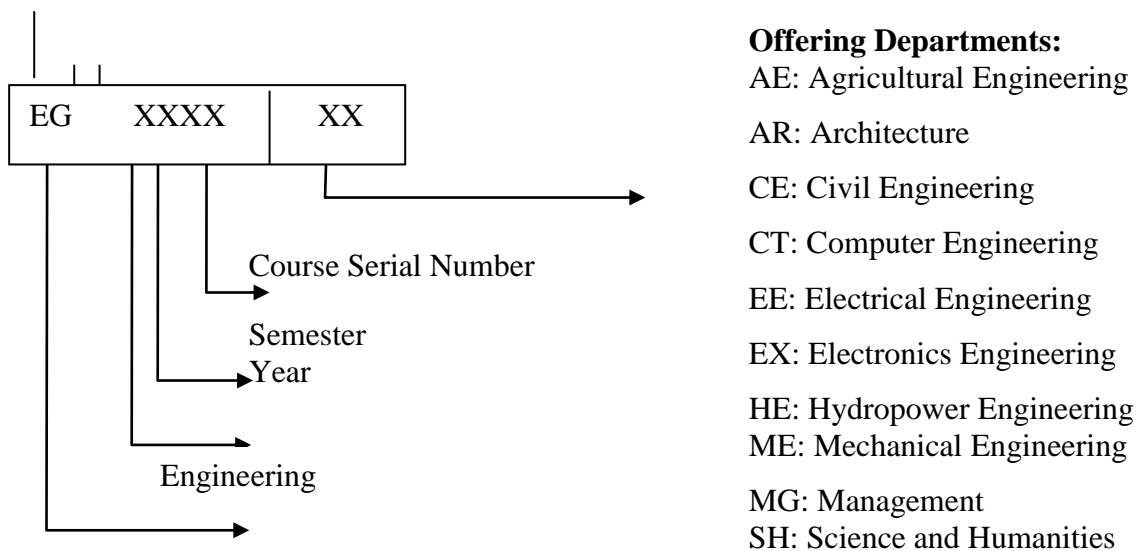 EG XXXX XX
Course Serial Number
Semester
Year
Engineering
Offering Departments:
AE: Agricultural Engineering
AR: Architecture
CE: Civil Engineering
CT: Computer Engineering
EE: Electrical Engineering
EX: Electronics Engineering
HE: Hydropower Engineering
ME: Mechanical Engineering
MG: Management
SH: Science and Humanities